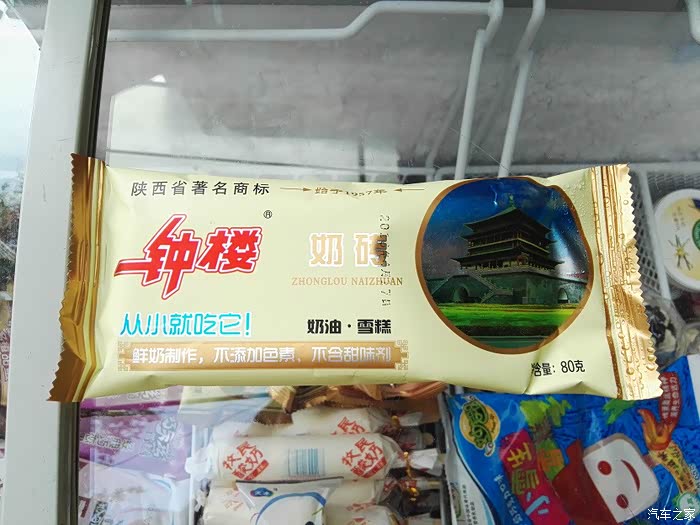 陕西省著名商标
始于1957年
钟楼®
奶砖
ZHONGLOU NAIZHUAN
从小就吃它！
奶油·雪糕
鲜奶制作，不添加色素、不含甜味剂
含量：80克
汽车之家